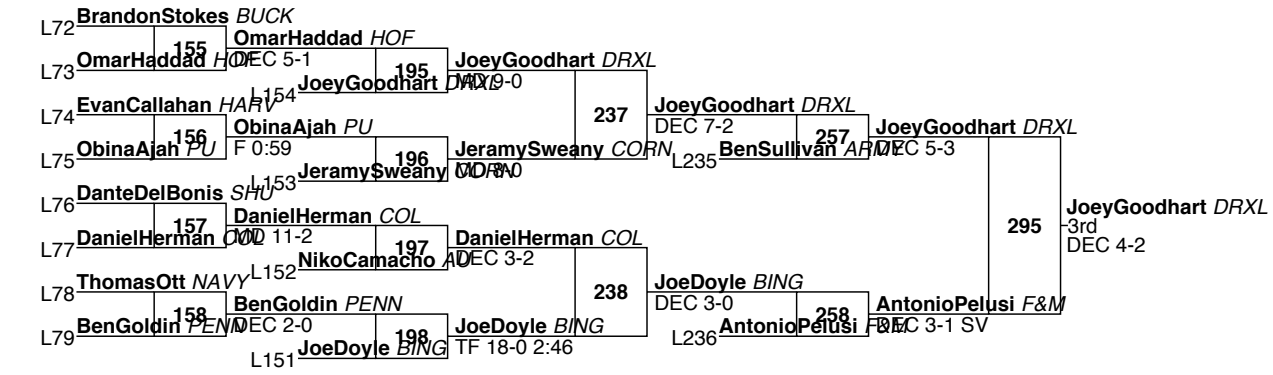 L72 BrandonStokes BUCK
155
L73 OmarHaddad HOF
OmarHaddad HOF
DEC 5-1
195
L154 JoeyGoodhart DRXL
JoeyGoodhart DRXL
MD 9-0
L74 EvanCallahan HARV
156
L75 ObinaAjah PU
ObinaAjah PU
F 0:59
196
L153 JeramySweany CORN
JeramySweany CORN
MD 8-0
237
JoeyGoodhart DRXL
DEC 7-2
257
L235 BenSullivan ARMY
JoeyGoodhart DRXL
DEC 5-3
L76 DanteDelBonis SHU
157
L77 DanielHerman COL
DanielHerman COL
MD 11-2
197
L152 NikoCamacho AU
DanielHerman COL
DEC 3-2
L78 ThomasOtt NAVY
158
L79 BenGoldin PENN
BenGoldin PENN
DEC 2-0
198
L151 JoeDoyle BING
JoeDoyle BING
TF 18-0 2:46
238
JoeDoyle BING
DEC 3-0
258
L236 AntonioPelusi F&M
AntonioPelusi F&M
DEC 3-1 SV
295
JoeyGoodhart DRXL
3rd
DEC 4-2